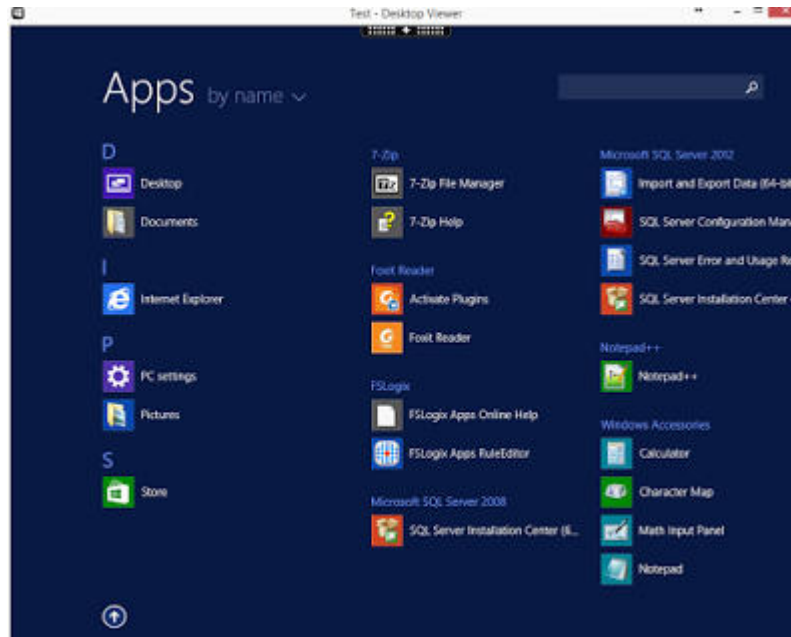 Test - Desktop Viewer
Apps by name
D
Desktop
Documents
I
Internet Explorer
P
PC settings
Pictures
S
Store
7-Zip
7-Zip File Manager
7-Zip Help
Foxit Reader
Activate Plugins
Foxit Reader
FSLogix
FSLogix Apps Online Help
FSLogix Apps RuleEditor
Microsoft SQL Server 2008
SQL Server Installation Center (6...
Microsoft SQL Server 2012
Import and Export Data (64-bit
SQL Server Configuration Man
SQL Server Error and Usage Re
SQL Server Installation Center
Notepad++
Notepad++
Windows Accessories
Calculator
Character Map
Math Input Panel
Notepad